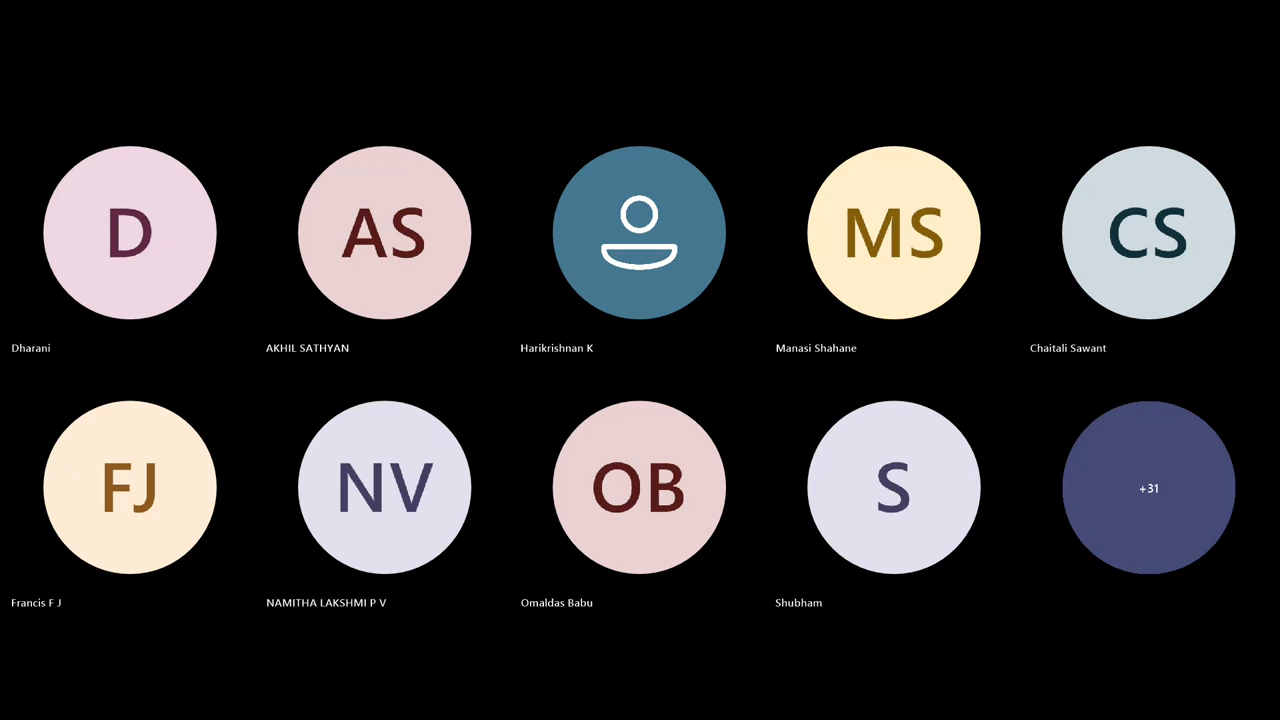 D
AS
MS
CS
Dharani
AKHIL SATHYAN
Harikrishnan K
Manasi Shahane
Chaitali Sawant
FJ
NV
OB
S
+31
Francis F J
NAMITHA LAKSHMI P V
Omaldas Babu
Shubham